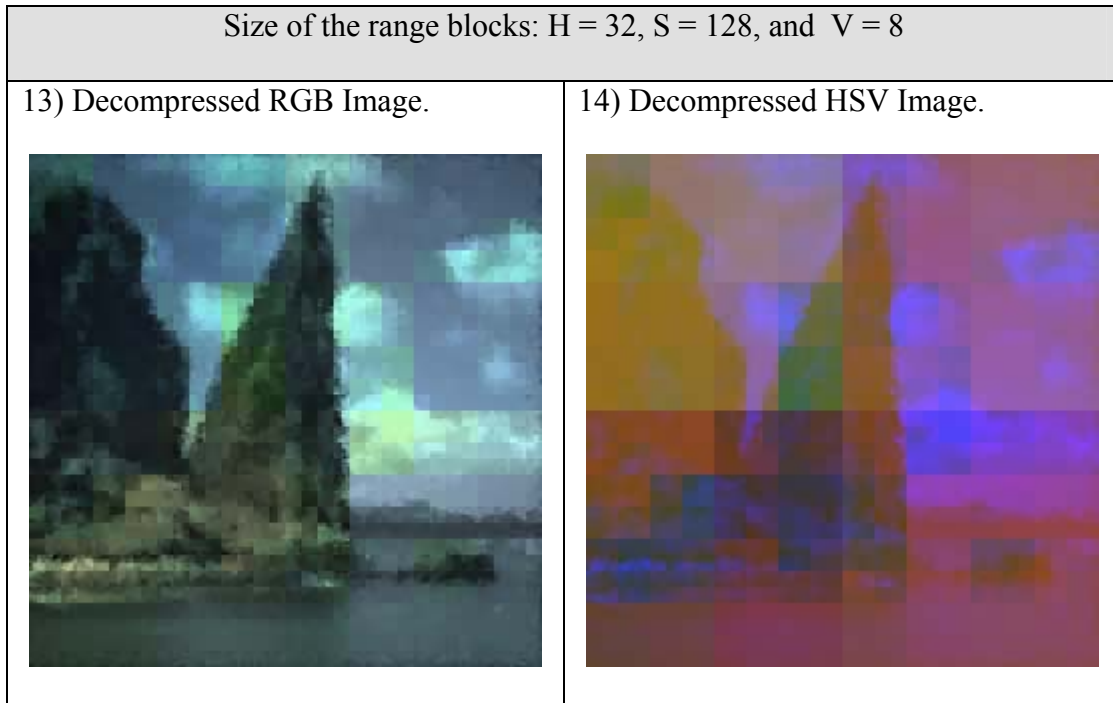 Size of the range blocks: H = 32, S = 128, and V = 8
13) Decompressed RGB Image.
14) Decompressed HSV Image.